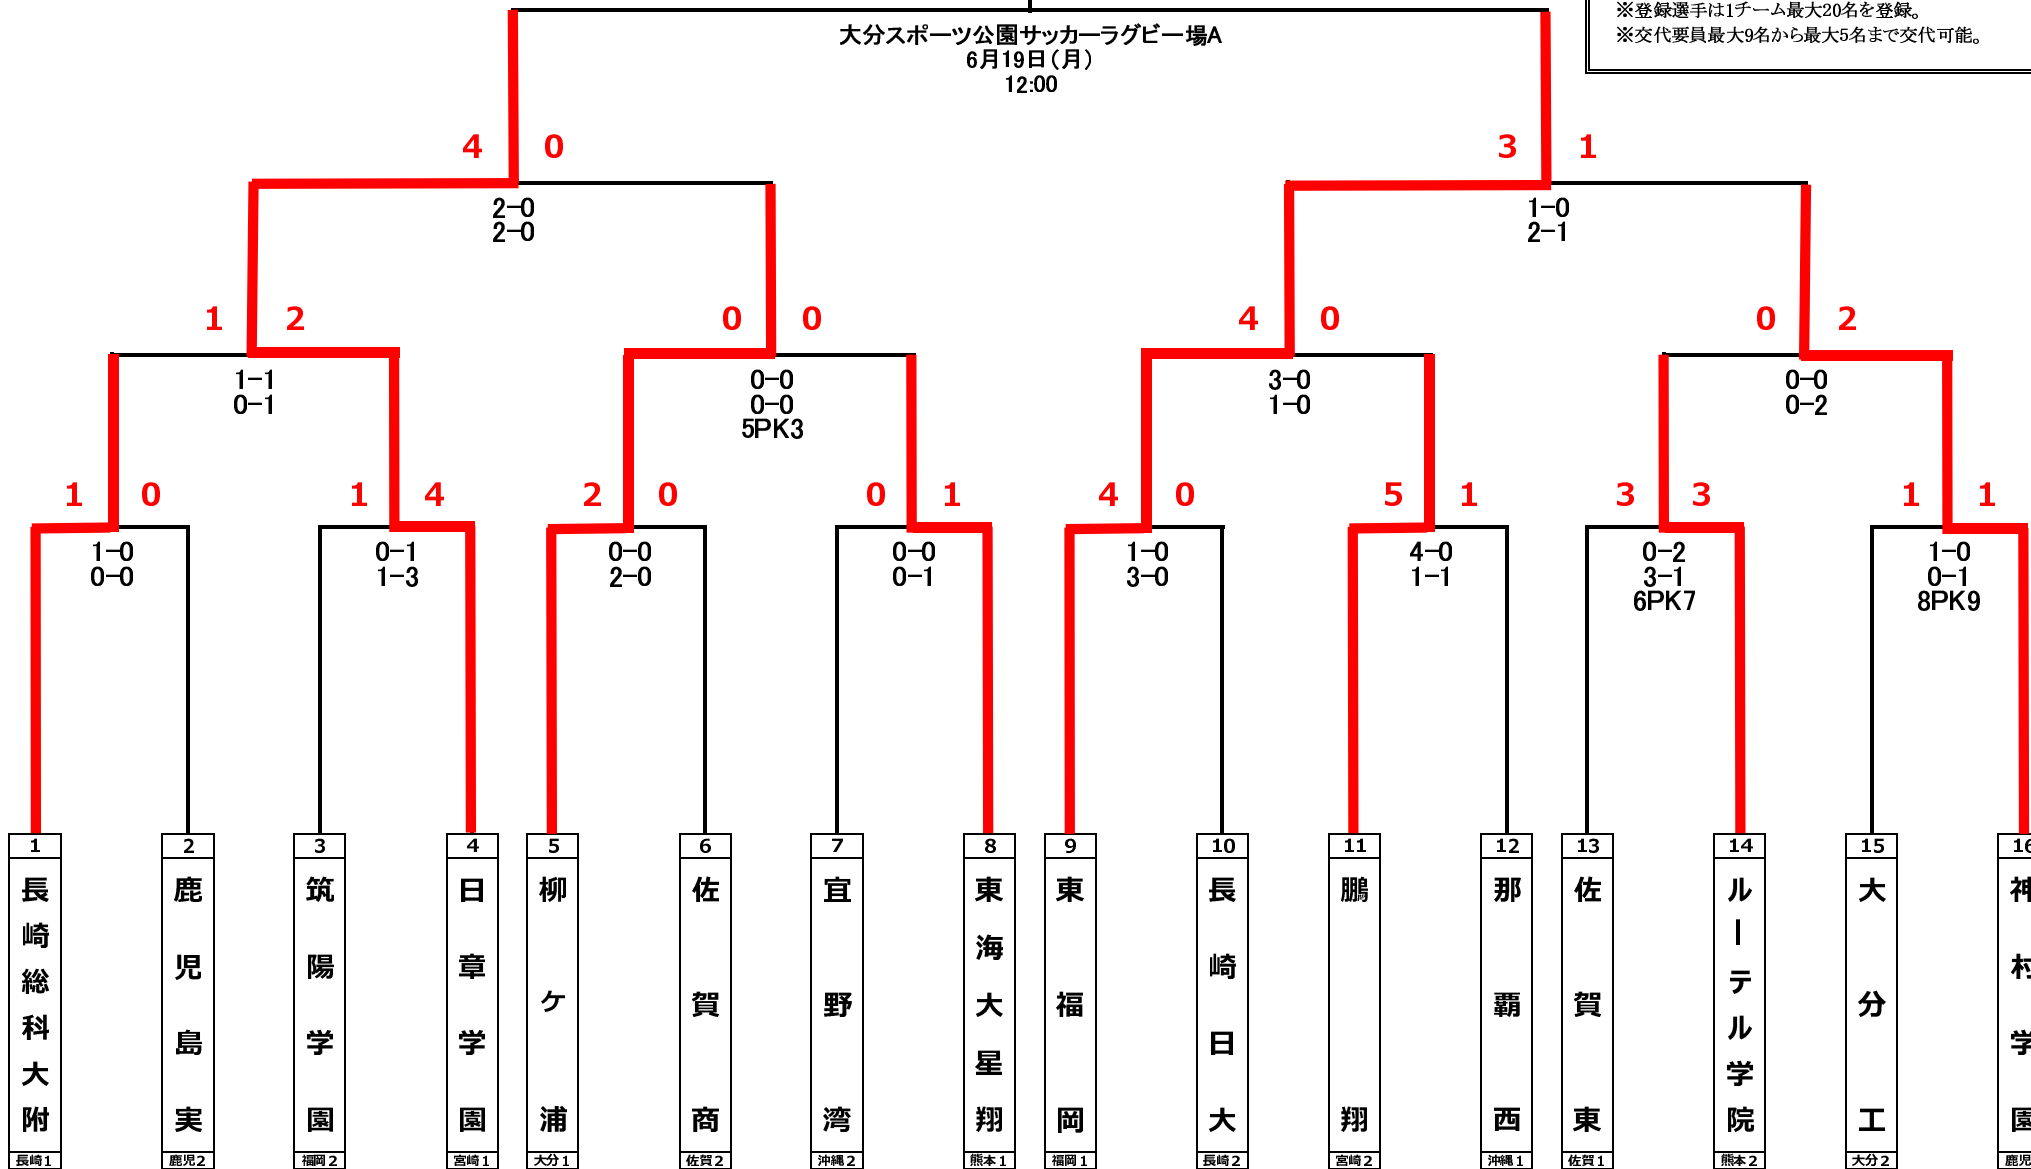 ※登録選手は1チーム最大20名を登録。
※交代要員最大9名から最大5名まで交代可能。
大分スポーツ公園サッカーラグビー場A
6月19日(月)
12:00
4 0
3 1
2-0
2-0
1-0
2-1
1 2
0 0
4 0
0 2
1-1
0-1
0-0
0-0
5PK3
3-0
1-0
0-0
0-2
1 0
1 4
2 0
0 1
4 0
5 1
3 3
1 1
1-0
0-0
0-1
1-3
0-0
2-0
0-0
0-1
1-0
3-0
4-0
1-1
0-2
3-1
6PK7
1-0
0-1
8PK9
1
長崎総科大附
長崎1
2
鹿児島実
鹿児2
3
筑陽学園
福岡2
4
日章学園
宮崎1
5
柳ケ浦
大分1
6
佐賀商
佐賀2
7
宜野湾
沖縄2
8
東海大星翔
熊本1
9
東福岡
福岡1
10
長崎日大
長崎2
11
鵬翔
宮崎2
12
那覇西
沖縄1
13
佐賀東
佐賀1
14
ルーテル学院
熊本2
15
大分工
大分2
16
神村学園
鹿児